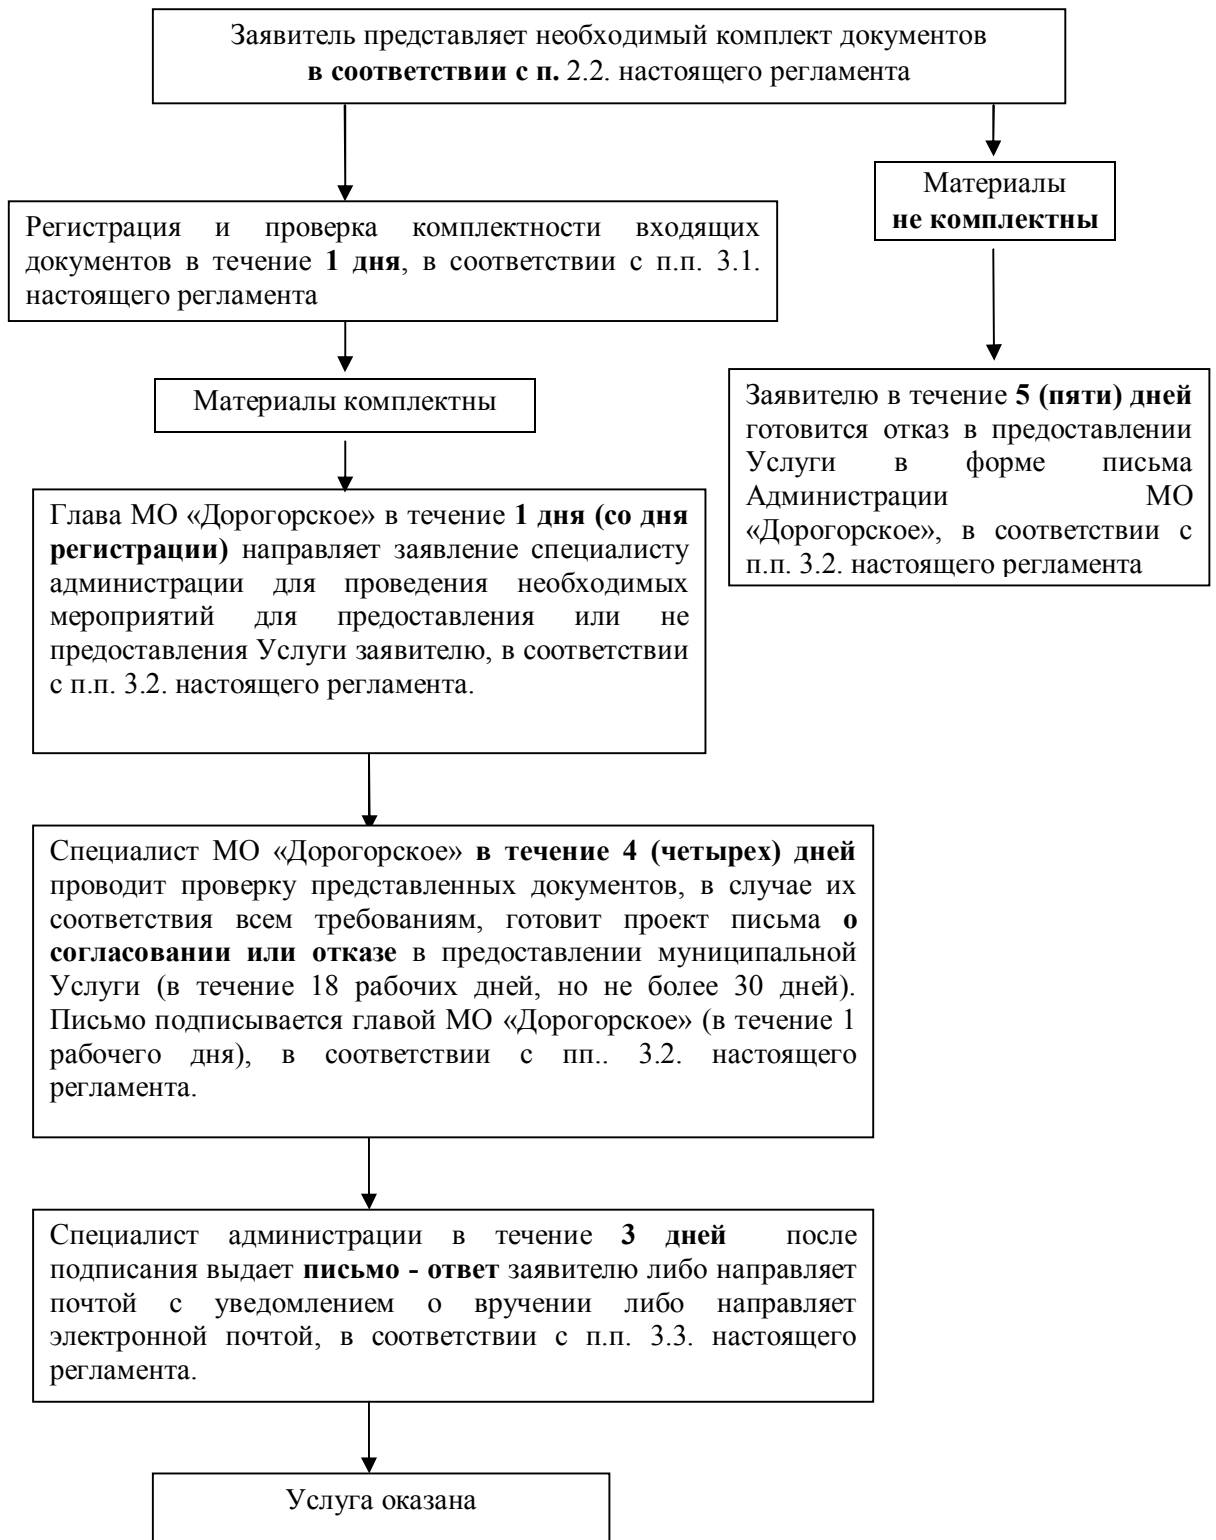 Заявитель представляет необходимый комплект документов
в соответствии с п. 2.2. настоящего регламента
Материалы
не комплектны
Регистрация и проверка комплектности входящих
документов в течение 1 дня, в соответствии с п.п. 3.1.
настоящего регламента
Материалы комплектны
Заявителю в течение 5 (пяти) дней
готовится отказ в предоставлении
Услуги в форме письма
Администрации МО
«Дорогорское», в соответствии с
п.п. 3.2. настоящего регламента
Глава МО «Дорогорское» в течение 1 дня (со дня
регистрации) направляет заявление специалисту
администрации для проведения необходимых
мероприятий для предоставления или не
предоставления Услуги заявителю, в соответствии
с п.п. 3.2. настоящего регламента.
Специалист МО «Дорогорское» в течение 4 (четырех) дней
проводит проверку представленных документов, в случае их
соответствия всем требованиям, готовит проект письма о
согласовании или отказе в предоставлении муниципальной
Услуги (в течение 18 рабочих дней, но не более 30 дней).
Письмо подписывается главой МО «Дорогорское» (в течение 1
рабочего дня), в соответствии с пп.. 3.2. настоящего
регламента.
Специалист администрации в течение 3 дней после
подписания выдает письмо - ответ заявителю либо направляет
почтой с уведомлением о вручении либо направляет
электронной почтой, в соответствии с п.п. 3.3. настоящего
регламента.
Услуга оказана